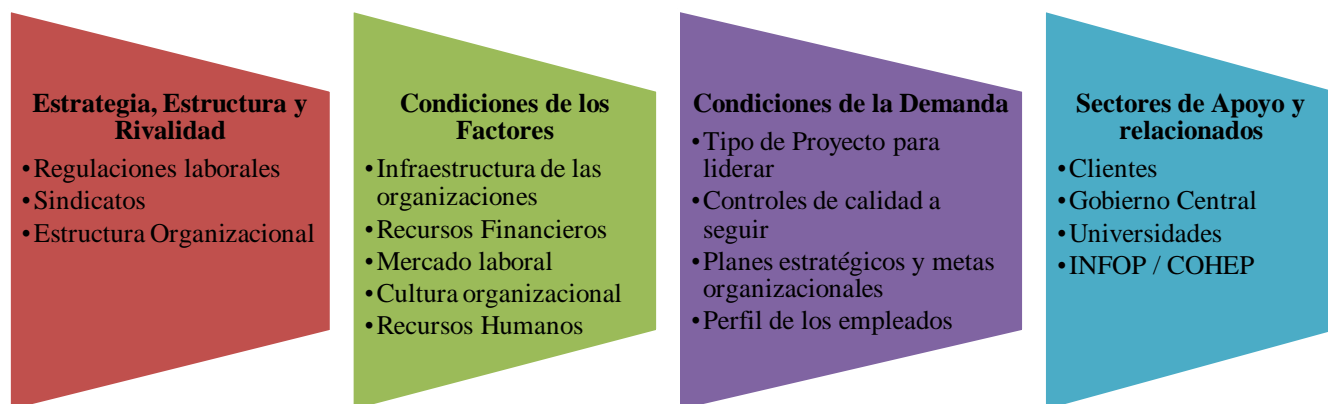 Estrategia, Estructura y
Rivalidad
•Regulaciones laborales
•Sindicatos
•Estructura Organizacional
Condiciones de los
Factores
•Infraestructura de las
organizaciones
•Recursos Financieros
•Mercado laboral
•Cultura organizacional
•Recursos Humanos
Condiciones de la Demanda
•Tipo de Proyecto para
liderar
•Controles de calidad a
seguir
•Planes estratégicos y metas
organizacionales
•Perfil de los empleados
Sectores de Apoyo y
relacionados
•Clientes
•Gobierno Central
•Universidades
•INFOP / COHEP